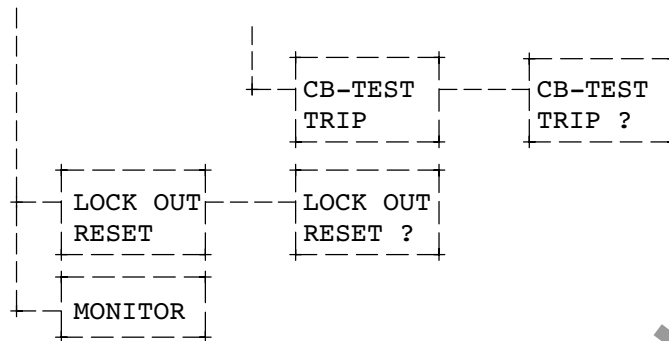 CB-TEST
TRIP
CB-TEST
TRIP ?
LOCK OUT
RESET
LOCK OUT
RESET ?
MONITOR